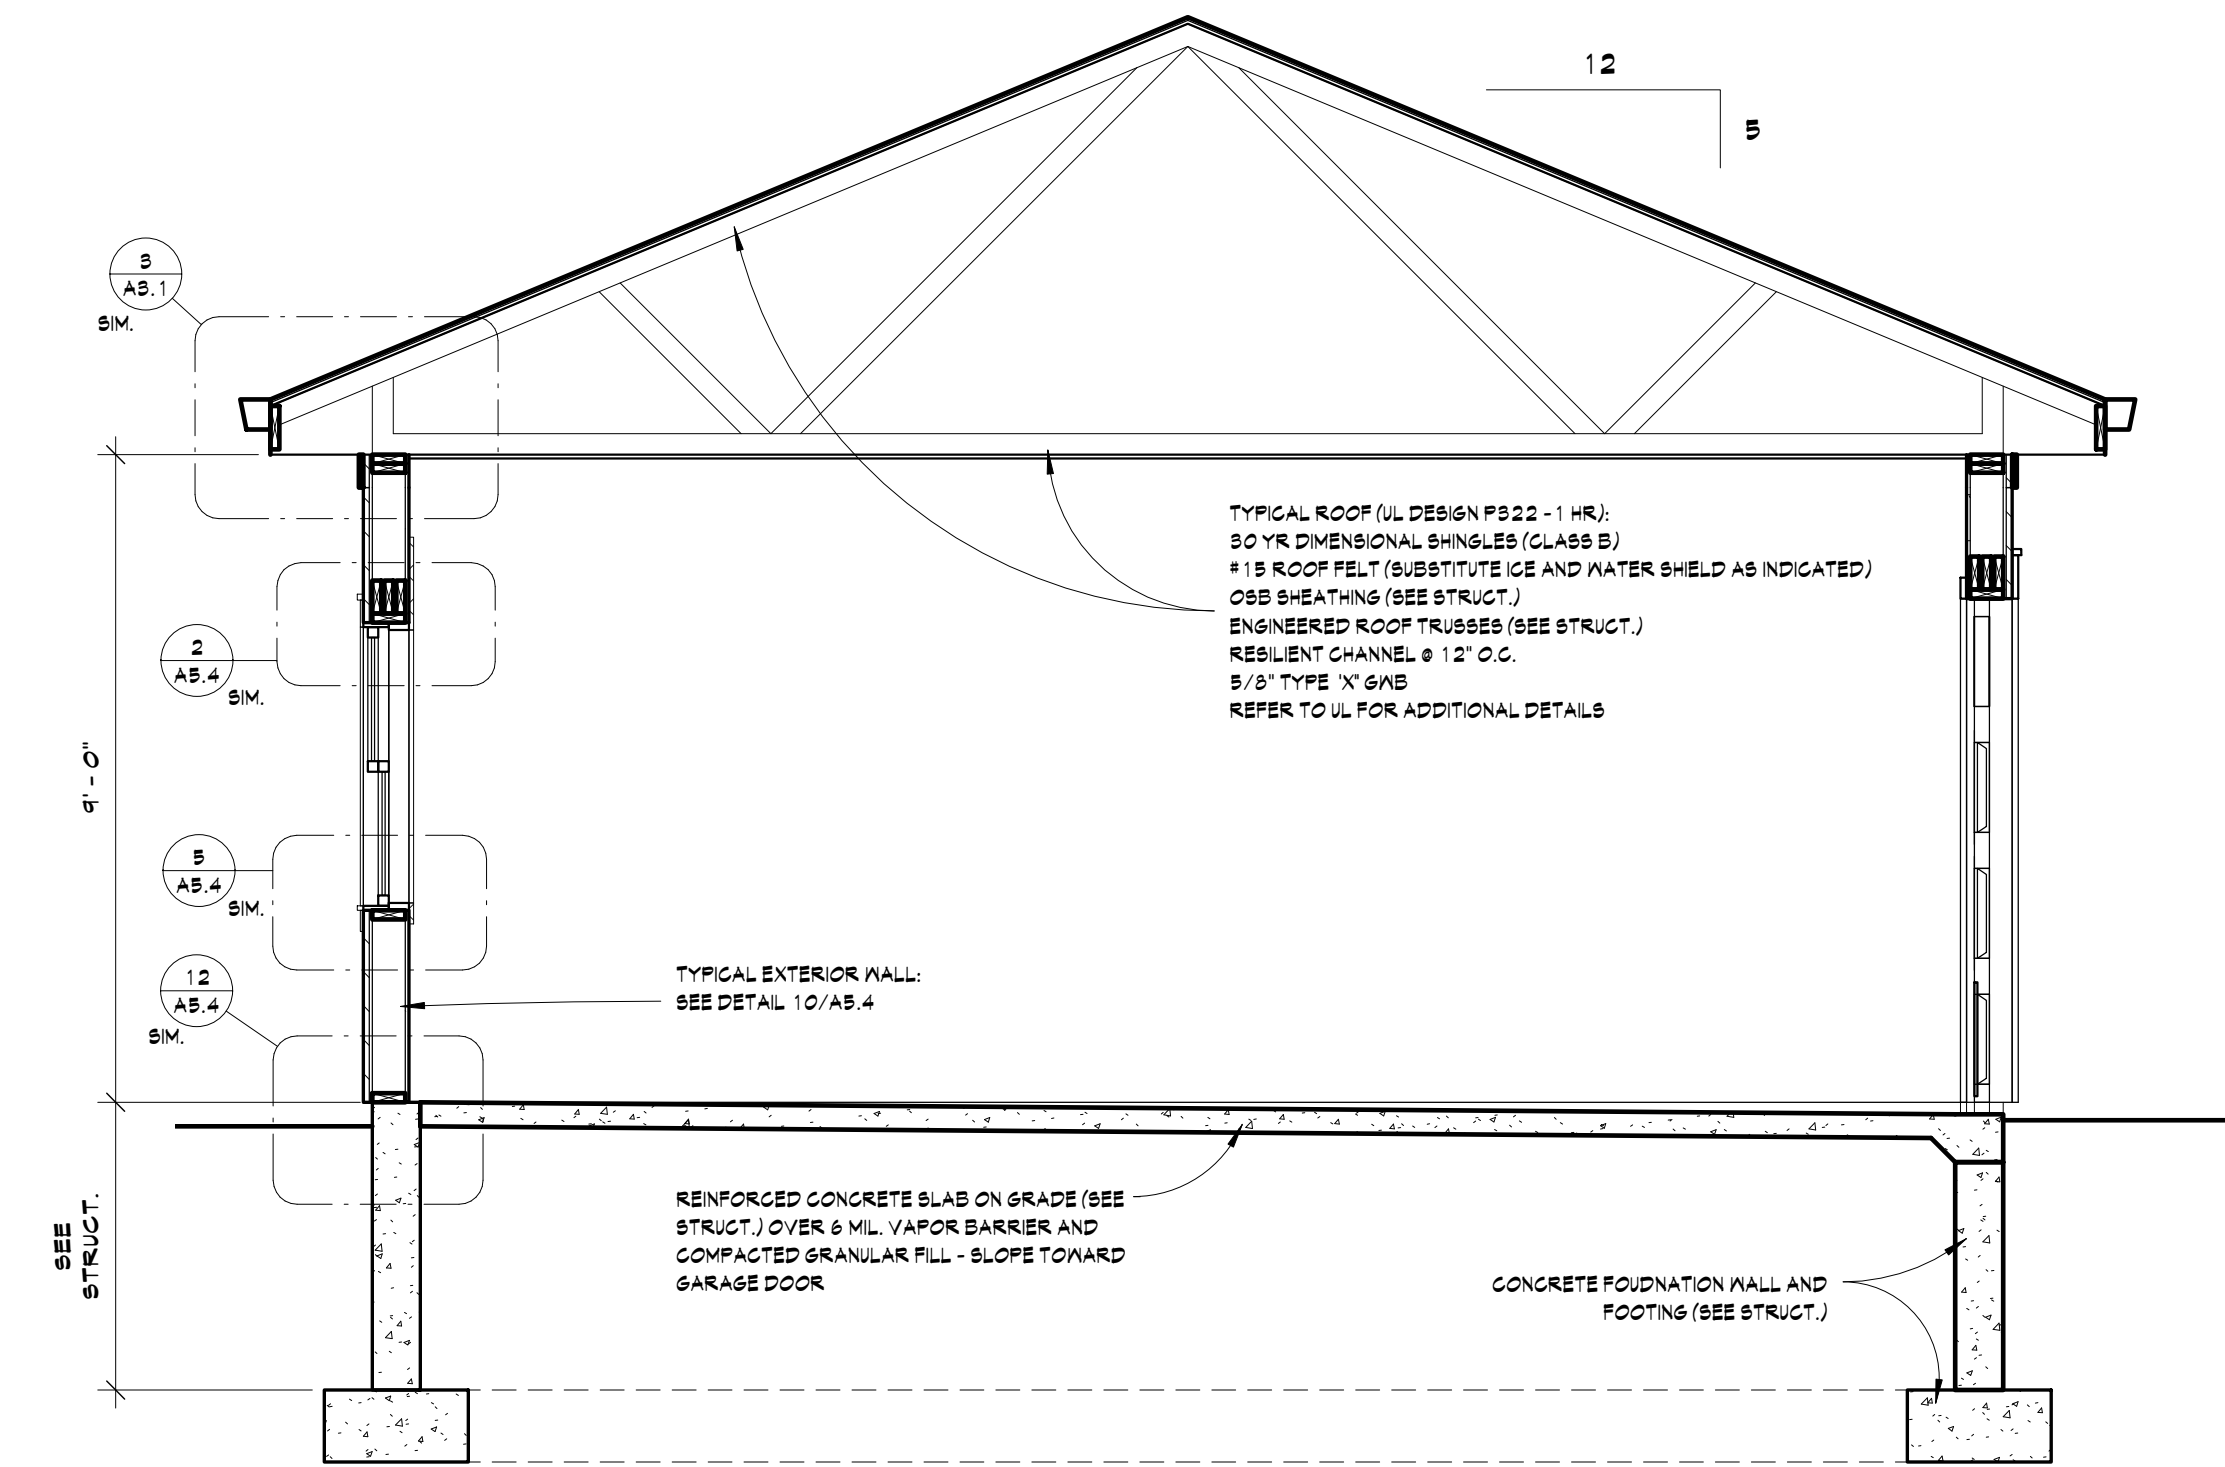 12
5
3
A3.1
SIM.
TYPICAL ROOF (UL DESIGN P322 - 1 HR):
30 YR DIMENSIONAL SHINGLES (CLASS B)
#15 ROOF FELT (SUBSTITUTE ICE AND WATER SHIELD AS INDICATED)
OSB SHEATHING (SEE STRUCT.)
ENGINEERED ROOF TRUSSES (SEE STRUCT.)
RESILIENT CHANNEL @ 12" O.C.
5/8" TYPE 'X" GWB
REFER TO UL FOR ADDITIONAL DETAILS
2
A5.4
SIM.
9' - 0"
5
A5.4
SIM.
12
A5.4
SIM.
TYPICAL EXTERIOR WALL:
SEE DETAIL 10/A5.4
SEE
STRUCT.
REINFORCED CONCRETE SLAB ON GRADE (SEE
STRUCT.) OVER 6 MIL. VAPOR BARRIER AND
COMPACTED GRANULAR FILL - SLOPE TOWARD
GARAGE DOOR
CONCRETE FOUDNATION WALL AND
FOOTING (SEE STRUCT.)